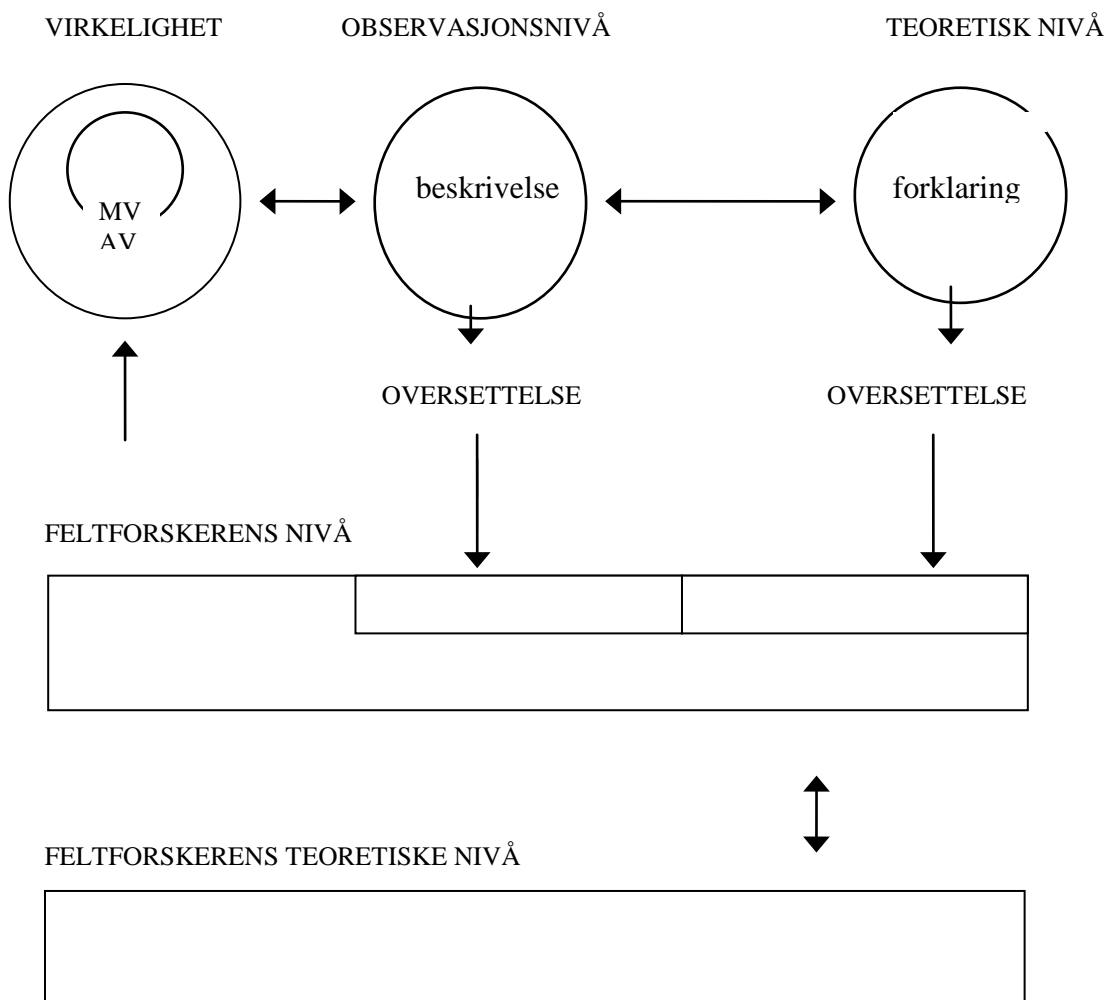 VIRKELIGHET OBSERVASJONSNIVÅ TEORETISK NIVÅ
MV
AV
beskrivelse
forklaring
OVERSETTELSE OVERSETTELSE
FELTFORSKERENS NIVÅ
FELTFORSKERENS TEORETISKE NIVÅ